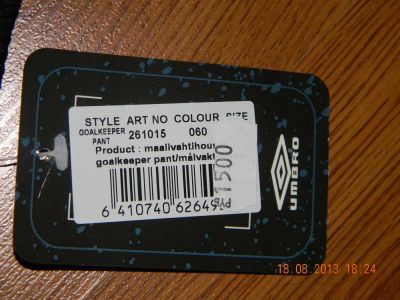 STYLE ART NO COLOUR SIZE
GOALKEEPER 261015 060
PANT
Product : maalivahtihous
goalkeeper pant/målvakt
1500
6 410740 62649
UMBRO
18.08.2013 18:24